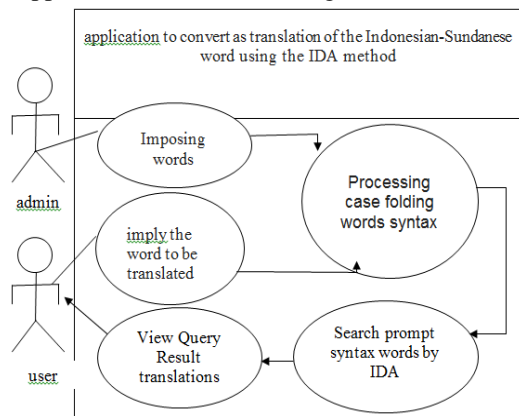 application to convert as translation of the Indonesian-Sundanese
word using the IDA method
Imposing
words
admin
Processing
case folding
words syntax
imply the
word to be
translated
View Query
Result
translations
Search prompt
syntax words by
IDA
user